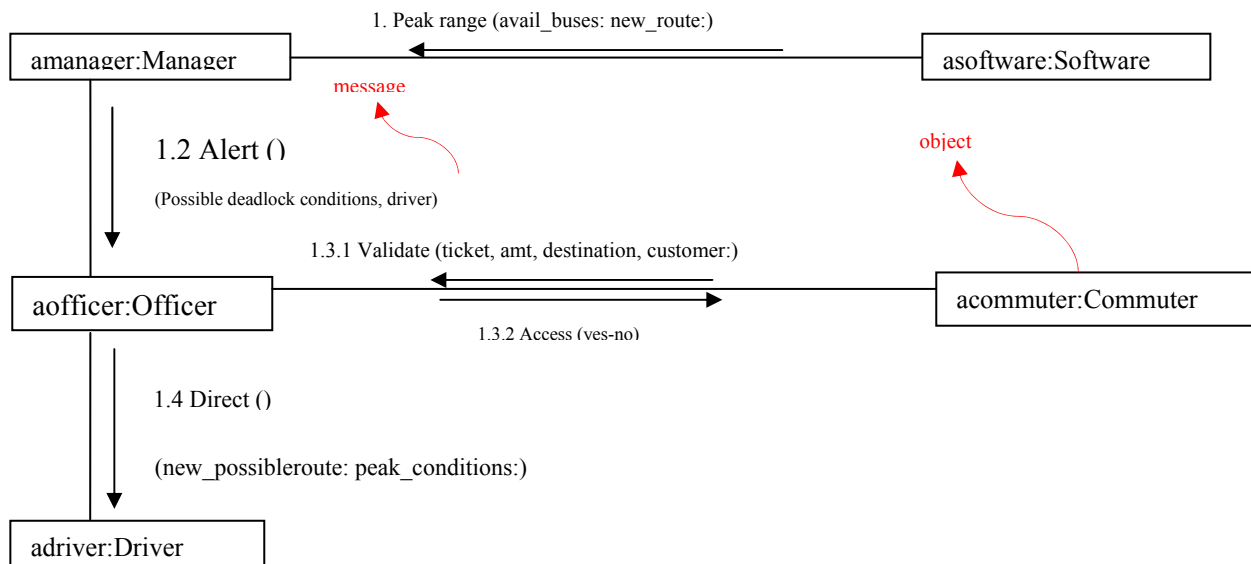 1. Peak range (avail_buses: new_route:)
amanager:Manager
asoftware:Software
message
1.2 Alert ()
object
(Possible deadlock conditions, driver)
1.3.1 Validate (ticket, amt, destination, customer:)
aofficer:Officer
acommuter:Commuter
1.3.2 Access (yes-no)
1.4 Direct ()
(new_possibleroute: peak_conditions:)
adriver:Driver